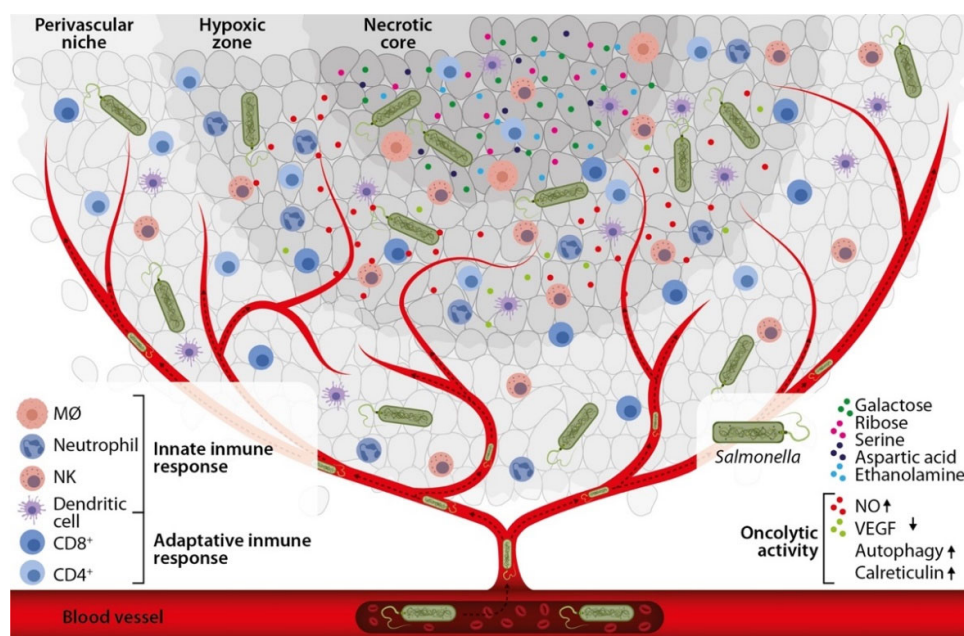 Perivascular
niche
Hypoxic
zone
Necrotic
core
MØ
Neutrophil
NK
Dendritic
cell
CD8⁺
CD4⁺
Innate inmune
response
Adaptative inmune
response
Salmonella
Galactose
Ribose
Serine
Aspartic acid
Ethanolamine
Oncolytic
activity
NO
VEGF
Autophagy
Calreticulin
Blood vessel